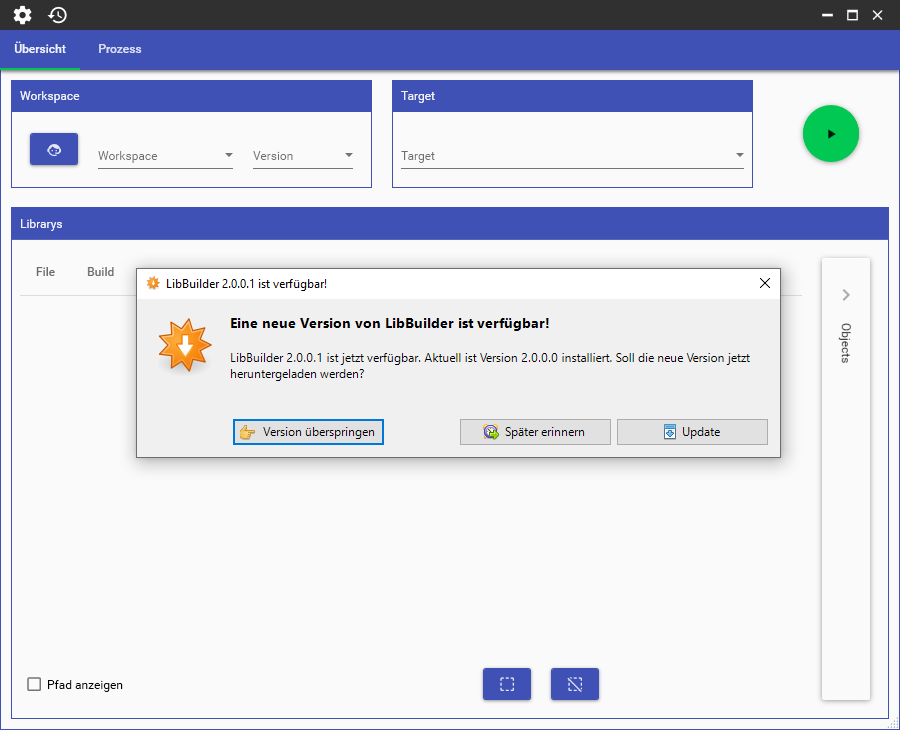 Übersicht Prozess
Workspace Target
Workspace Version Target
Librarys
File Build
LibBuilder 2.0.0.1 ist verfügbar!
Eine neue Version von LibBuilder ist verfügbar!
LibBuilder 2.0.0.1 ist jetzt verfügbar. Aktuell ist Version 2.0.0.0 installiert. Soll die neue Version jetzt
heruntergeladen werden?
Version überspringen Später erinnern Update
Objects
Pfad anzeigen